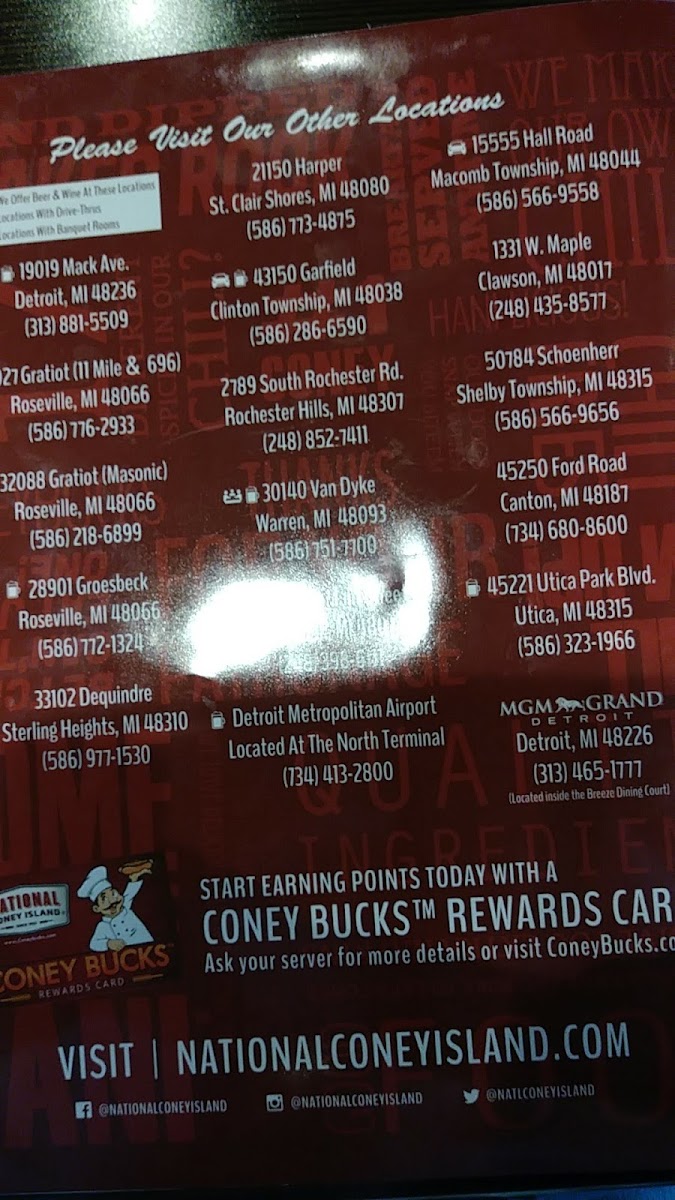 Please Visit Our Other Locations
We Offer Beer & Wine At These Locations
Locations With Drive-Thrus
Locations With Banquet Rooms
19019 Mack Ave.
Detroit, MI 48236
(313) 881-5509
27 Gratiot (11 Mile & 696)
Roseville, MI 48066
(586) 776-2933
32088 Gratiot (Masonic)
Roseville, MI 48066
(586) 218-6899
28901 Groesbeck
Roseville, MI 48066
(586) 772-1324
33102 Dequindre
Sterling Heights, MI 48310
(586) 977-1530
21150 Harper
St. Clair Shores, MI 48080
(586) 773-4875
43150 Garfield
Clinton Township, MI 48038
(586) 286-6590
2789 South Rochester Rd.
Rochester Hills, MI 48307
(248) 852-7411
30140 Van Dyke
Warren, MI 48093
(586) 751-7700
Detroit Metropolitan Airport
Located At The North Terminal
(734) 413-2800
15555 Hall Road
Macomb Township, MI 48044
(586) 566-9558
1331 W. Maple
Clawson, MI 48017
(248) 435-8577
50784 Schoenherr
Shelby Township, MI 48315
(586) 566-9656
45250 Ford Road
Canton, MI 48187
(734) 680-8600
45221 Utica Park Blvd.
Utica, MI 48315
(586) 323-1966
MGM GRAND
DETROIT
Detroit, MI 48226
(313) 465-1777
(Located inside the Breeze Dining Court)
NATIONAL
CONEY ISLAND
CONEY BUCKS™
REWARDS CARD
START EARNING POINTS TODAY WITH A
CONEY BUCKS™ REWARDS CAR
Ask your server for more details or visit ConeyBucks.co
VISIT | NATIONALCONEYISLAND.COM
@NATIONALCONEYISLAND @NATIONALCONEYISLAND @NATLCONEYISLAND